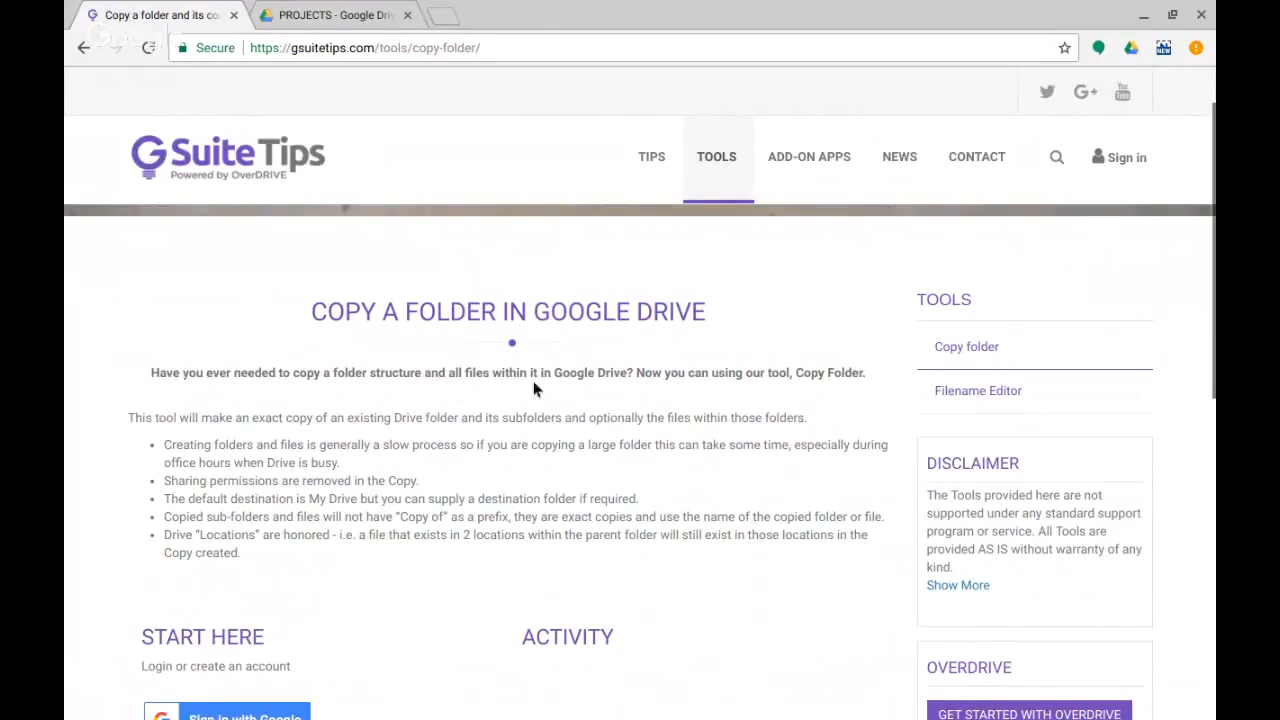 Copy a folder and its co
PROJECTS - Google Driv
Secure
https://gsuitetips.com/tools/copy-folder/
NEW
You
Tube
G+
GSuiteTips
Powered by OverDRIVE
TIPS
TOOLS
ADD-ON APPS
NEWS
CONTACT
Sign in
COPY A FOLDER IN GOOGLE DRIVE
Have you ever needed to copy a folder structure and all files within it in Google Drive? Now you can using our tool, Copy Folder.
This tool will make an exact copy of an existing Drive folder and its subfolders and optionally the files within those folders.
• Creating folders and files is generally a slow process so if you are copying a large folder this can take some time, especially during
office hours when Drive is busy.
• Sharing permissions are removed in the Copy.
• The default destination is My Drive but you can supply a destination folder if required.
• Copied sub-folders and files will not have “Copy of” as a prefix, they are exact copies and use the name of the copied folder or file.
• Drive “Locations” are honored - i.e. a file that exists in 2 locations within the parent folder will still exist in those locations in the
Copy created.
START HERE
Login or create an account
Sign in with Google
ACTIVITY
TOOLS
Copy folder
Filename Editor
DISCLAIMER
The Tools provided here are not
supported under any standard support
program or service. All Tools are
provided AS IS without warranty of any
kind.
Show More
OVERDRIVE
GET STARTED WITH OVERDRIVE